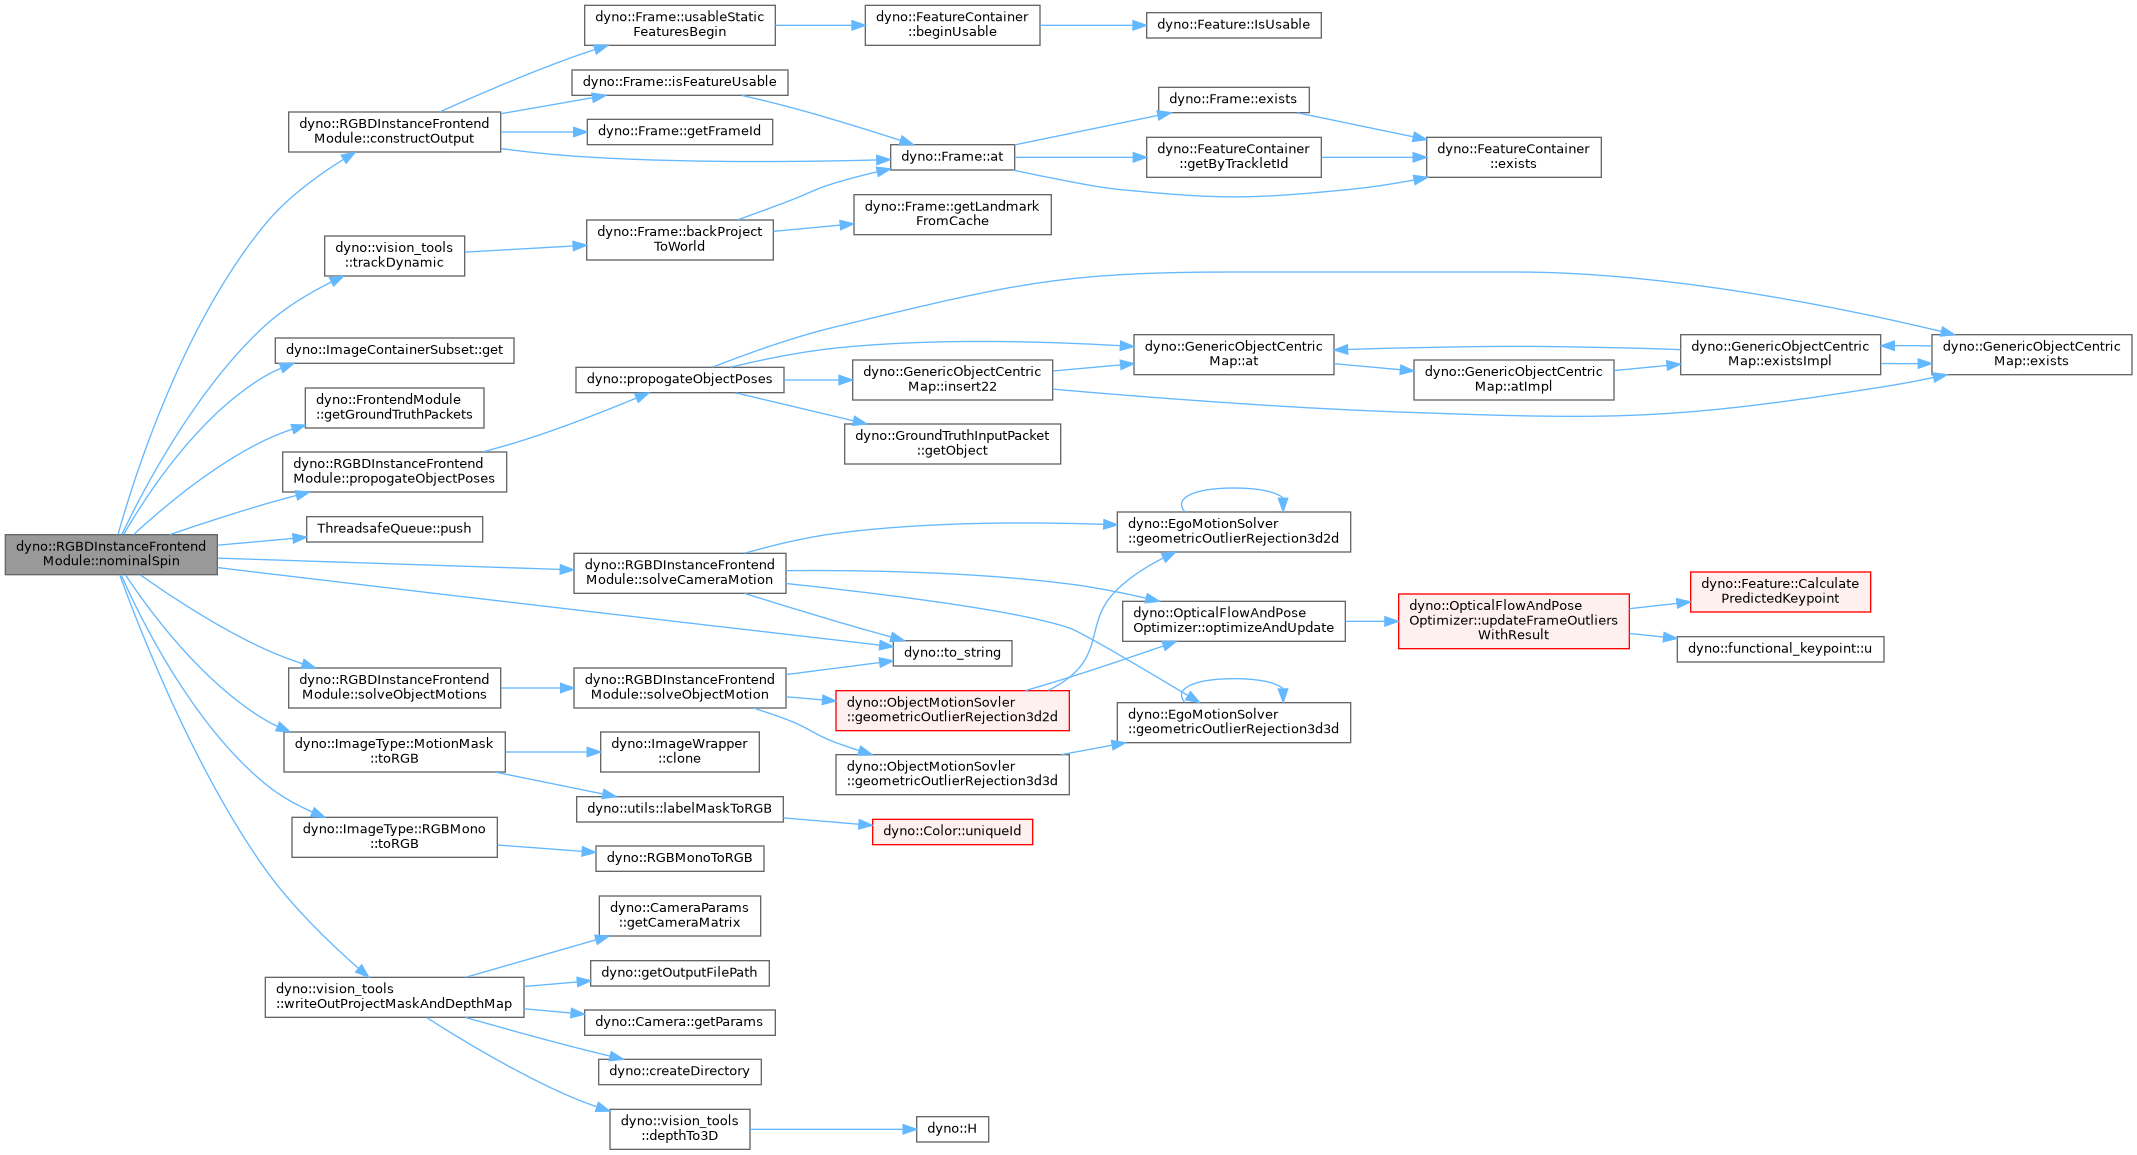 dyno::RGBDInstanceFrontend
Module::nominalSpin
dyno::RGBDInstanceFrontend
Module::constructOutput
dyno::Frame::usableStatic
FeaturesBegin
dyno::FeatureContainer
::beginUsable
dyno::Feature::IsUsable
dyno::Frame::isFeatureUsable
dyno::Frame::getFrameId
dyno::Frame::at
dyno::Frame::exists
dyno::FeatureContainer
::getByTrackletId
dyno::FeatureContainer
::exists
dyno::vision_tools
::trackDynamic
dyno::Frame::backProject
ToWorld
dyno::Frame::getLandmark
FromCache
dyno::ImageContainerSubset::get
dyno::FrontendModule
::getGroundTruthPackets
dyno::RGBDInstanceFrontend
Module::propogateObjectPoses
dyno::propogateObjectPoses
dyno::GenericObjectCentric
Map::insert22
dyno::GroundTruthInputPacket
::getObject
dyno::GenericObjectCentric
Map::at
dyno::GenericObjectCentric
Map::atImpl
dyno::GenericObjectCentric
Map::existsImpl
dyno::GenericObjectCentric
Map::exists
ThreadsafeQueue::push
dyno::RGBDInstanceFrontend
Module::solveCameraMotion
dyno::EgoMotionSolver
::geometricOutlierRejection3d2d
dyno::OpticalFlowAndPose
Optimizer::optimizeAndUpdate
dyno::OpticalFlowAndPose
Optimizer::updateFrameOutliers
WithResult
dyno::Feature::Calculate
PredictedKeypoint
dyno::functional_keypoint::u
dyno::to_string
dyno::RGBDInstanceFrontend
Module::solveObjectMotions
dyno::RGBDInstanceFrontend
Module::solveObjectMotion
dyno::ObjectMotionSovler
::geometricOutlierRejection3d2d
dyno::ObjectMotionSovler
::geometricOutlierRejection3d3d
dyno::EgoMotionSolver
::geometricOutlierRejection3d3d
dyno::ImageType::MotionMask
::toRGB
dyno::ImageWrapper
::clone
dyno::utils::labelMaskToRGB
dyno::Color::uniqueId
dyno::ImageType::RGBMono
::toRGB
dyno::RGBMonoToRGB
dyno::vision_tools
::writeOutProjectMaskAndDepthMap
dyno::CameraParams
::getCameraMatrix
dyno::getOutputFilePath
dyno::Camera::getParams
dyno::createDirectory
dyno::vision_tools
::depthTo3D
dyno::H